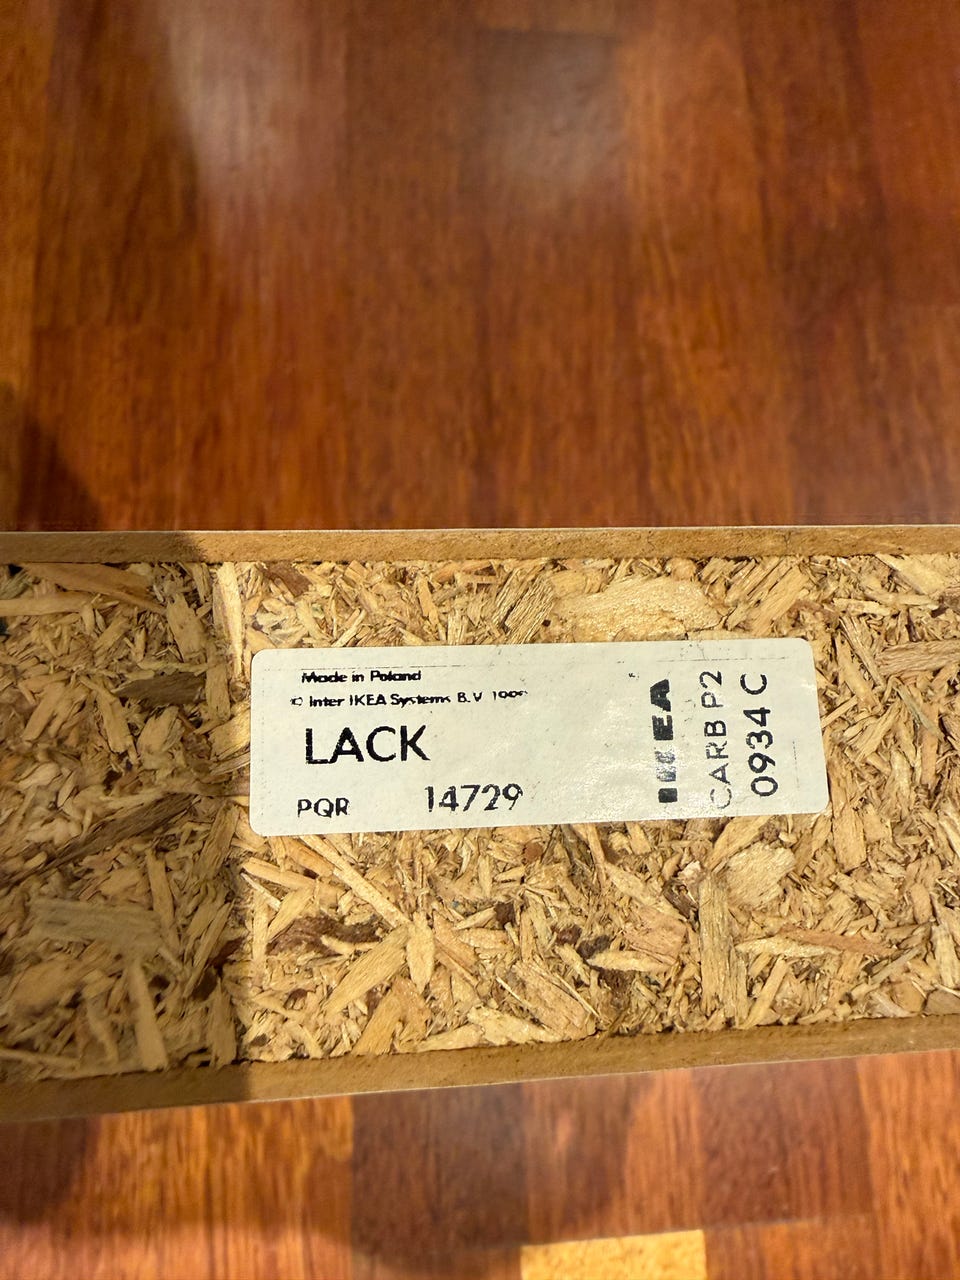 Made in Poland
© Inter IKEA Systems B.V
LACK
PQR 14729
IKEA
CARB P2
0934 C